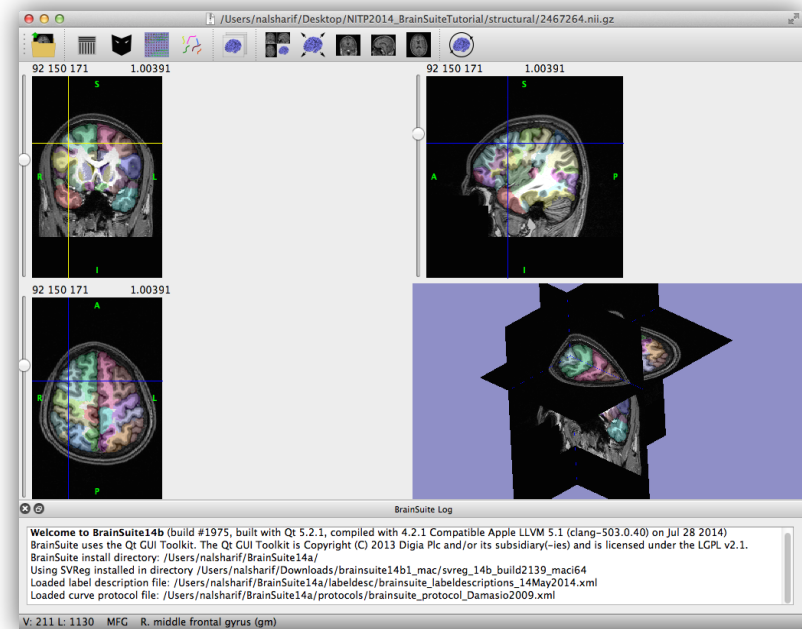 /Users/nalsharif/Desktop/NITP2014_BrainSuiteTutorial/structural/2467264.nii.gz
92 150 171 1.00391
92 150 171 1.00391
S
S
R
L
A
P
I
I
92 150 171 1.00391
A
R
L
P
BrainSuite Log
Welcome to BrainSuite14b (build #1975, built with Qt 5.2.1, compiled with 4.2.1 Compatible Apple LLVM 5.1 (clang-503.0.40) on Jul 28 2014)
BrainSuite uses the Qt GUI Toolkit. The Qt GUI Toolkit is Copyright (C) 2013 Digia Plc and/or its subsidiary(-ies) and is licensed under the LGPL v2.1.
BrainSuite install directory: /Users/nalsharif/BrainSuite14a/
Using SVReg installed in directory /Users/nalsharif/Downloads/brainsuite14b1_mac/svreg_14b_build2139_maci64
Loaded label description file: /Users/nalsharif/BrainSuite14a/labeldesc/brainsuite_labeldescriptions_14May2014.xml
Loaded curve protocol file: /Users/nalsharif/BrainSuite14a/protocols/brainsuite_protocol_Damasio2009.xml
V: 211 L: 1130 MFG R. middle frontal gyrus (gm)